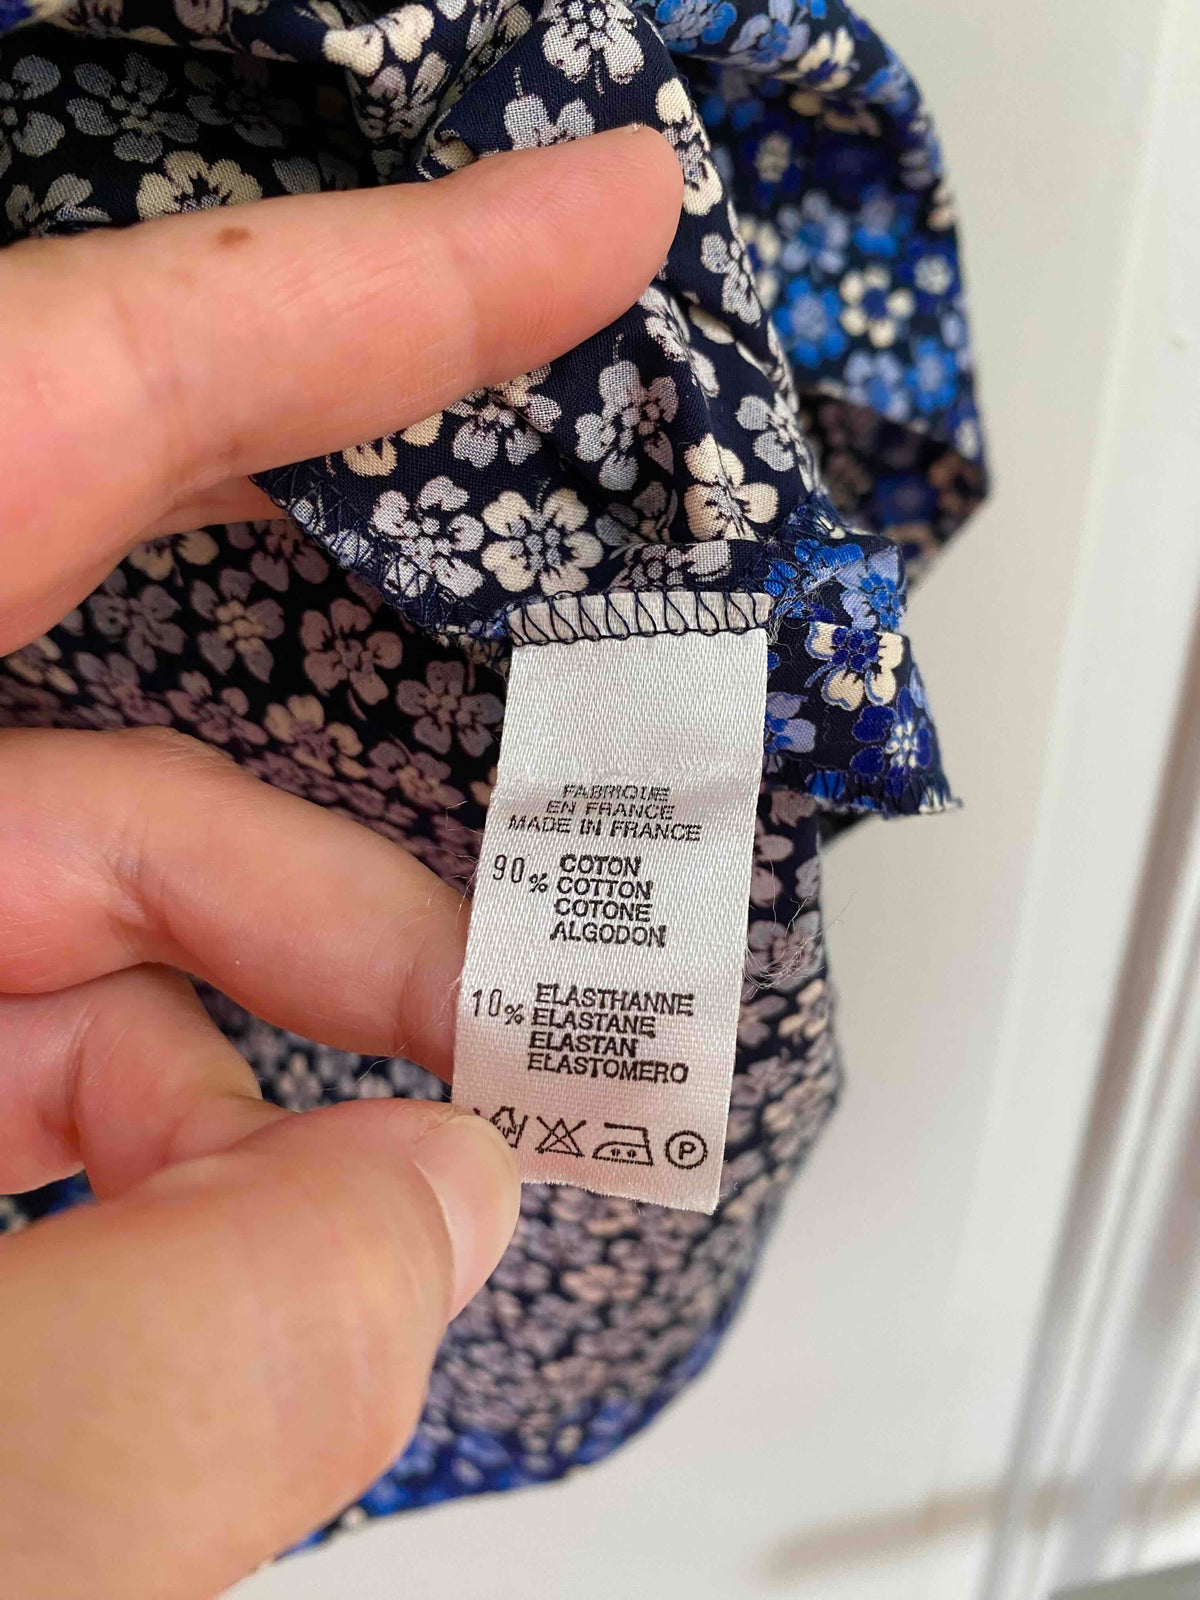 FABRIQUE
EN FRANCE
MADE IN FRANCE
90% COTON
COTTON
COTONE
ALGODON
10% ELASTHANNE
ELASTANE
ELASTAN
ELASTOMERO
P